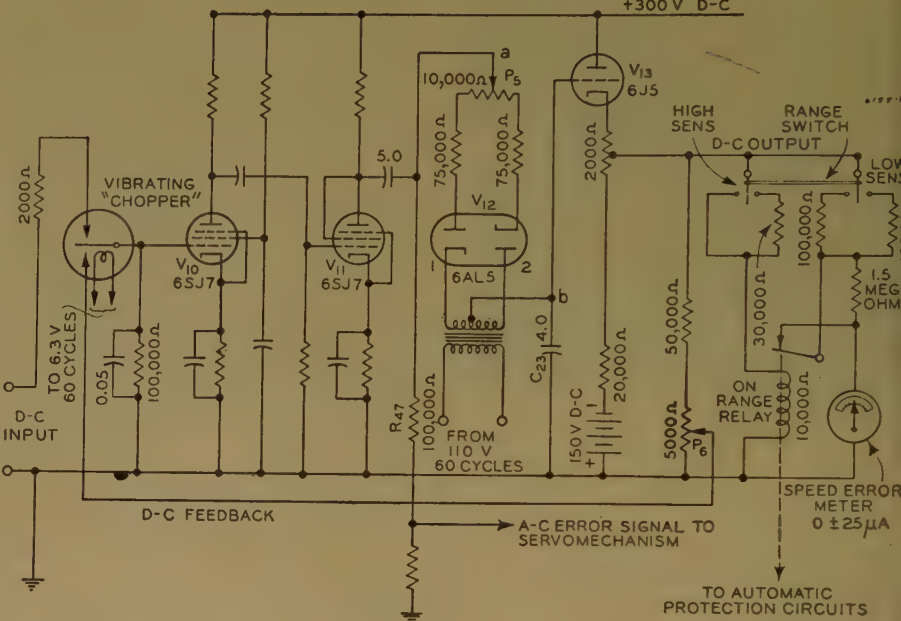 +300 V D-C
a
10,000Ω P5
V13
6J5
HIGH
SENS
RANGE
SWITCH
D-C OUTPUT
LOW
SENS
2000Ω
VIBRATING
"CHOPPER"
5.0
75,000Ω
75,000Ω
2000Ω
V12
V10
6SJ7
V11
6SJ7
1
6AL5
2
b
30,000Ω
100,000Ω
1.5
MEG
OHM
TO 6.3 V
60 CYCLES
0.05
100,000Ω
C23
4.0
50,000Ω
20,000Ω
D-C
INPUT
R47
100,000Ω
FROM
110 V
60 CYCLES
150 V D-C
-
+
5000Ω
P6
ON
RANGE
RELAY
10,000Ω
D-C FEEDBACK
A-C ERROR SIGNAL TO
SERVOMECHANISM
SPEED ERROR
METER
0 ± 25 μA
TO AUTOMATIC
PROTECTION CIRCUITS